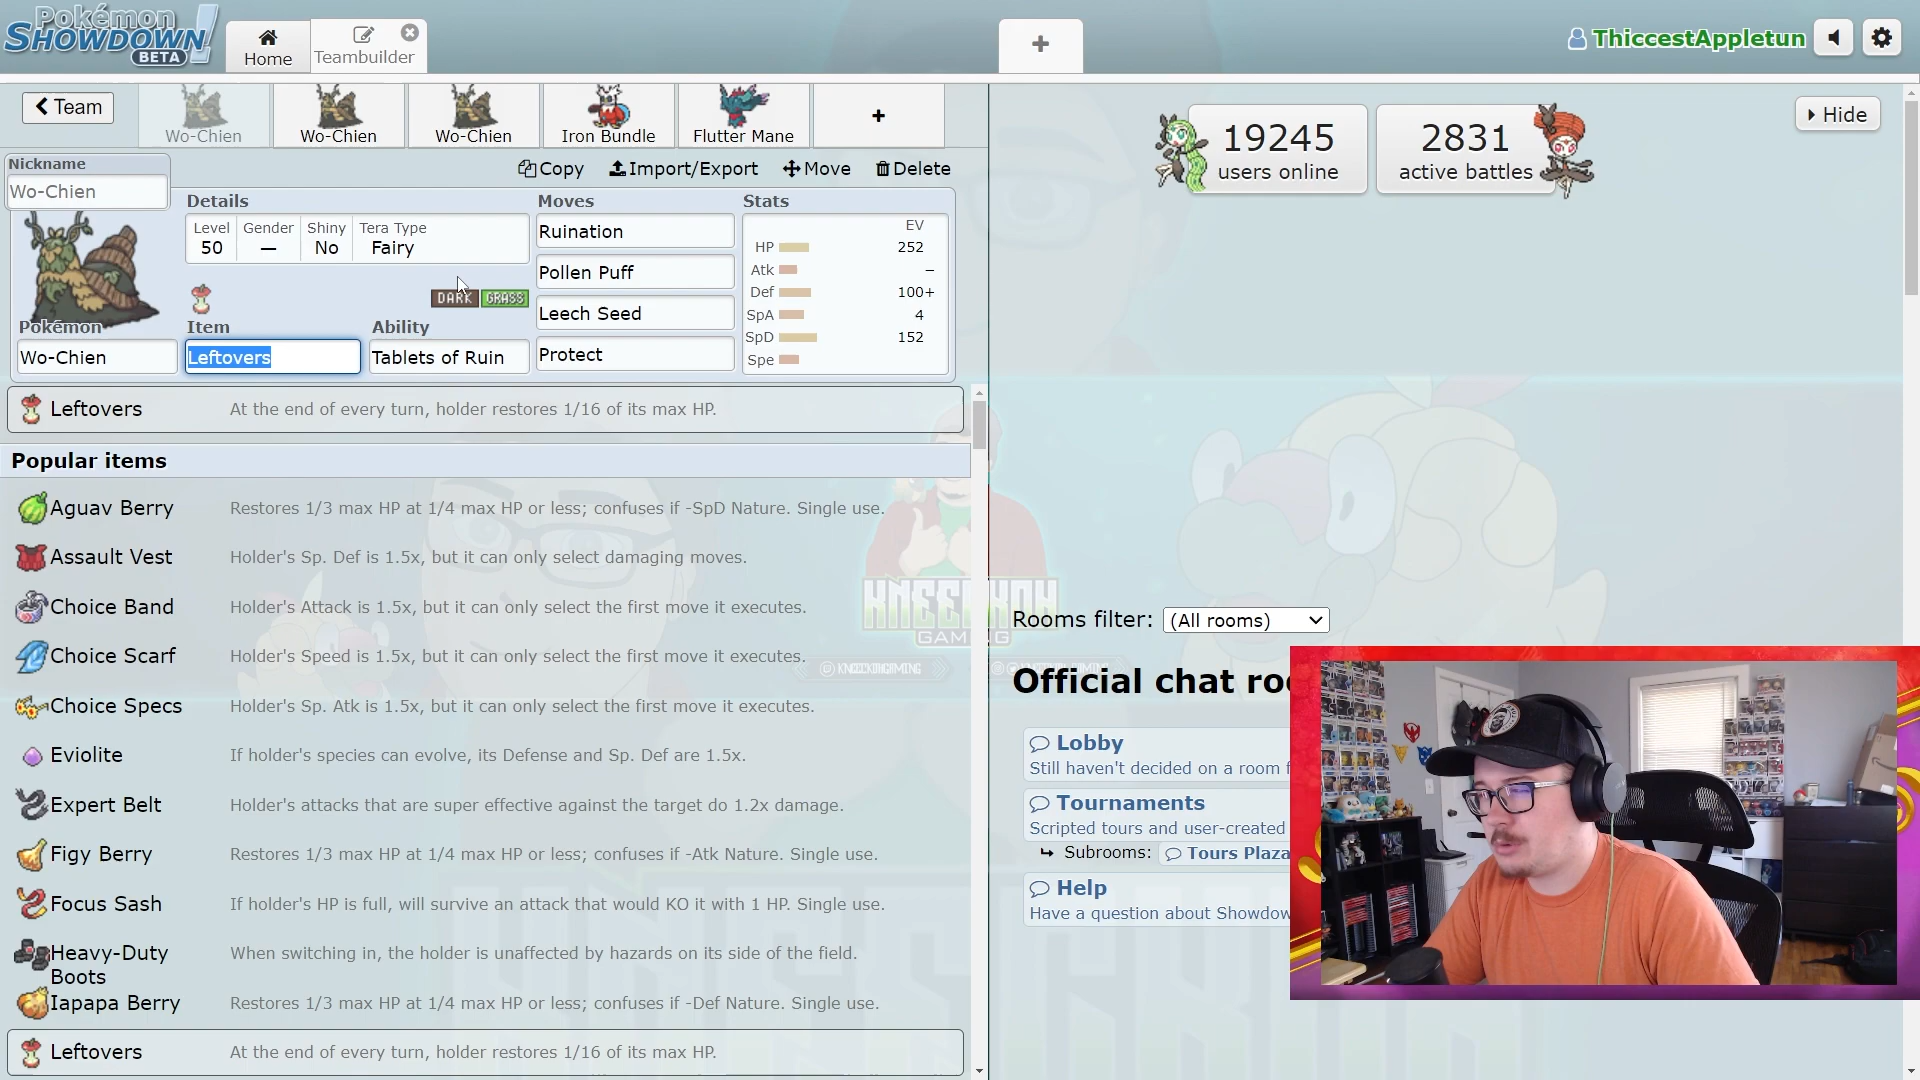 Pokémon
SHOWDOWN!
BETA
Home
Teambuilder
+
ThiccestAppletun
Team
Wo-Chien
Wo-Chien
Wo-Chien
Iron Bundle
Flutter Mane
+
19245
users online
2831
active battles
Hide
Copy
Import/Export
Move
Delete
Nickname
Wo-Chien
Details
Level
50
Gender
—
Shiny
No
Tera Type
Fairy
DARK GRASS
Pokémon
Wo-Chien
Item
Leftovers
Ability
Tablets of Ruin
Moves
Ruination
Pollen Puff
Leech Seed
Protect
Stats
EV
HP 252
Atk –
Def 100+
SpA 4
SpD 152
Spe
Leftovers At the end of every turn, holder restores 1/16 of its max HP.
Popular items
Aguav Berry Restores 1/3 max HP at 1/4 max HP or less; confuses if -SpD Nature. Single use.
Assault Vest Holder's Sp. Def is 1.5x, but it can only select damaging moves.
Choice Band Holder's Attack is 1.5x, but it can only select the first move it executes.
Choice Scarf Holder's Speed is 1.5x, but it can only select the first move it executes.
Choice Specs Holder's Sp. Atk is 1.5x, but it can only select the first move it executes.
Eviolite If holder's species can evolve, its Defense and Sp. Def are 1.5x.
Expert Belt Holder's attacks that are super effective against the target do 1.2x damage.
Figy Berry Restores 1/3 max HP at 1/4 max HP or less; confuses if -Atk Nature. Single use.
Focus Sash If holder's HP is full, will survive an attack that would KO it with 1 HP. Single use.
Heavy-Duty Boots When switching in, the holder is unaffected by hazards on its side of the field.
Iapapa Berry Restores 1/3 max HP at 1/4 max HP or less; confuses if -Def Nature. Single use.
Leftovers At the end of every turn, holder restores 1/16 of its max HP.
GAMING
Rooms filter: (All rooms)
Official chat
Lobby
Still haven't decided on a room
Tournaments
Scripted tours and user-created
Subrooms: Tours Plaza
Help
Have a question about